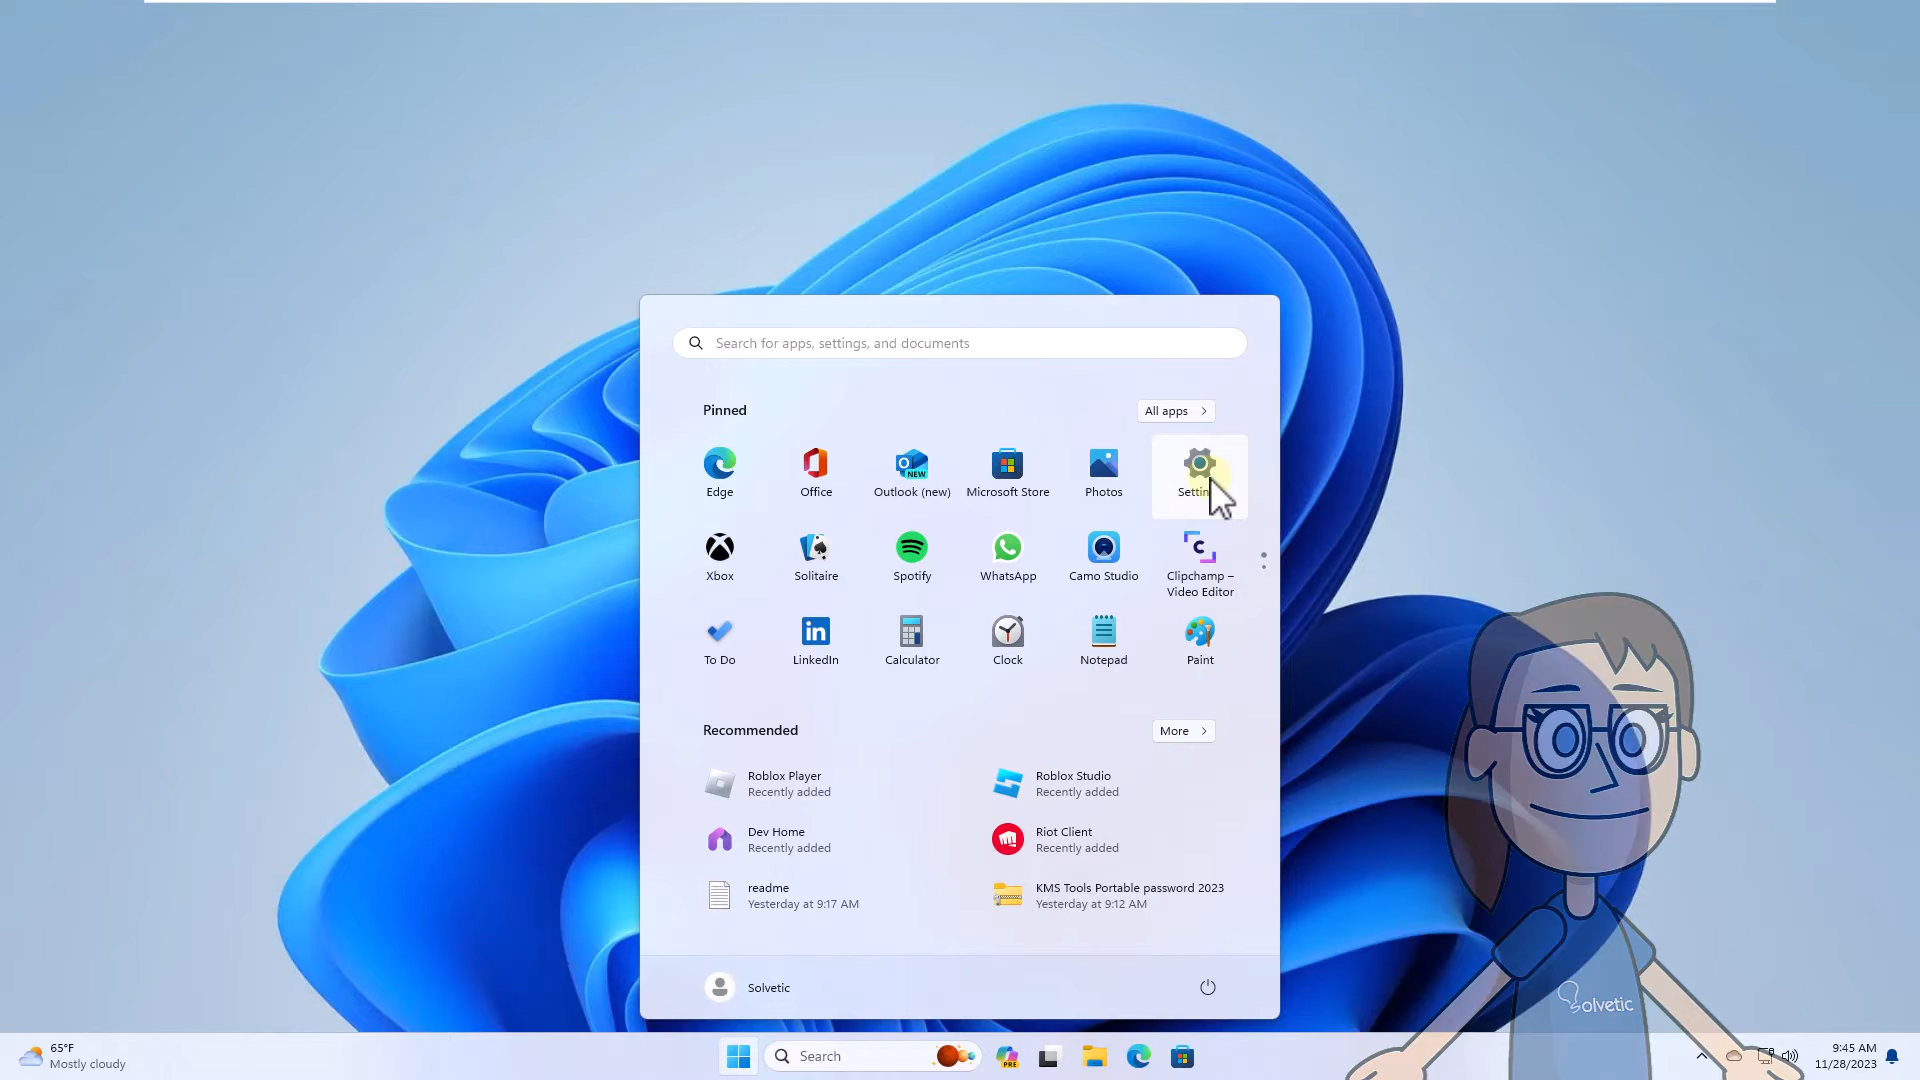 Search for apps, settings, and documents
Pinned
All apps
Edge
Office
Outlook (new)
Microsoft Store
Photos
Xbox
Solitaire
Spotify
WhatsApp
Camo Studio
Clipchamp –
Video Editor
To Do
LinkedIn
Calculator
Clock
Notepad
Paint
Recommended
More
Roblox Player
Recently added
Roblox Studio
Recently added
Dev Home
Recently added
Riot Client
Recently added
readme
Yesterday at 9:17 AM
KMS Tools Portable password 2023
Yesterday at 9:12 AM
Solvetic
Solvetic
65°F
Mostly cloudy
Search
PRE
9:45 AM
11/28/2023